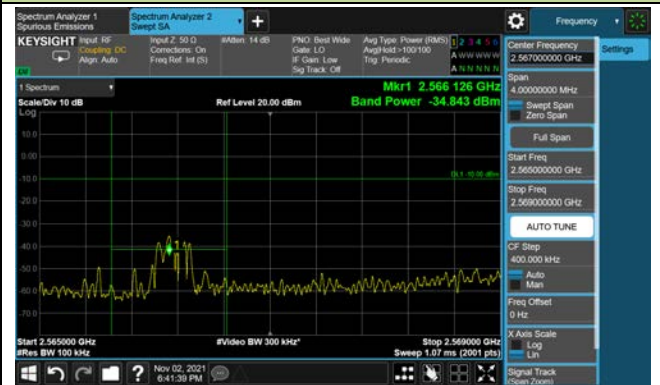 Spectrum Analyzer 1
Spurious Emissions
Spectrum Analyzer 2
Swept SA
Frequency
KEYSIGHT
Input: RF
Coupling: DC
Align: Auto
Input Z: 50 Ω
Corrections: On
Freq Ref: Int (S)
#Atten: 14 dB
PNO: Best Wide
Gate: LO
IF Gain: Low
Sig Track: Off
Avg Type: Power (RMS)
Avg|Hold:>100/100
Trig: Periodic
1 2 3 4 5 6
A W W W W W
A N N N N N
1 Spectrum
Scale/Div 10 dB
Log
Ref Level 20.00 dBm
Mkr1 2.566 126 GHz
Band Power -34.843 dBm
10.0
0.00
-10.0
-20.0
-30.0
-40.0
-50.0
-60.0
-70.0
DL1 -10.00 dBm
Start 2.565000 GHz
#Res BW 100 kHz
#Video BW 300 kHz*
Stop 2.569000 GHz
Sweep 1.07 ms (2001 pts)
Nov 02, 2021
6:41:39 PM
Center Frequency
2.567000000 GHz
Settings
Span
4.00000000 MHz
Swept Span
Zero Span
Full Span
Start Freq
2.565000000 GHz
Stop Freq
2.569000000 GHz
AUTO TUNE
CF Step
400.000 kHz
Auto
Man
Freq Offset
0 Hz
X Axis Scale
Log
Lin
Signal Track
(Span Zoom)